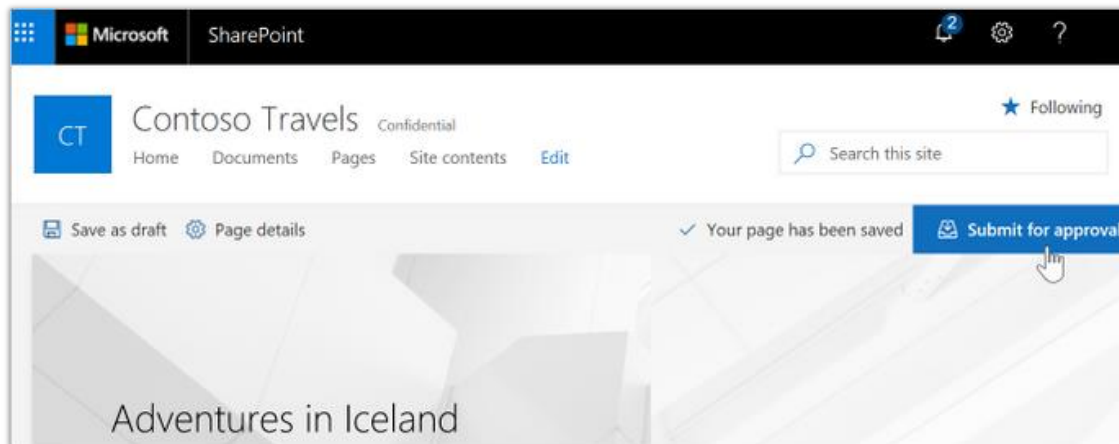 Microsoft SharePoint 2 ?
CT Contoso Travels Confidential Following
Home Documents Pages Site contents Edit Search this site
Save as draft Page details Your page has been saved Submit for approval
Adventures in Iceland